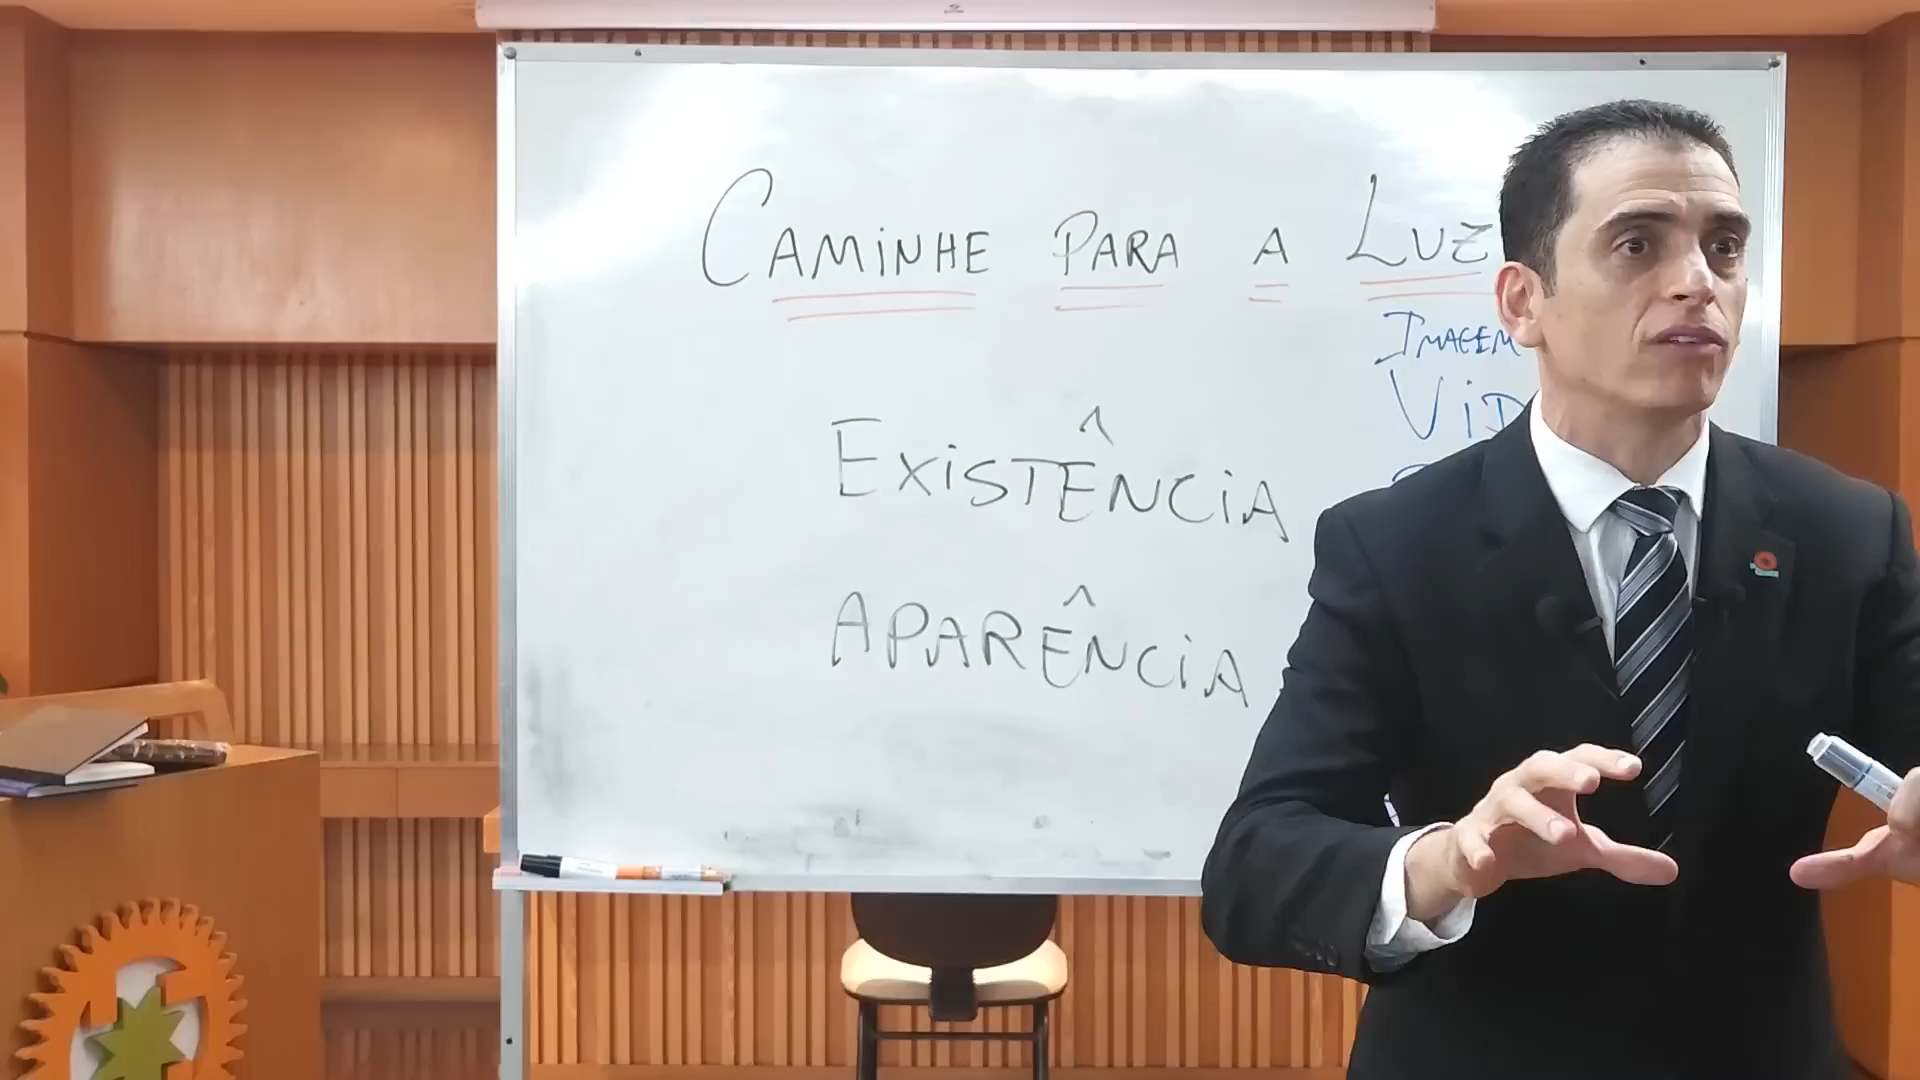 CAMINHE PARA A LUZ
IMAGEM
EXISTÊNCIA
APARÊNCIA